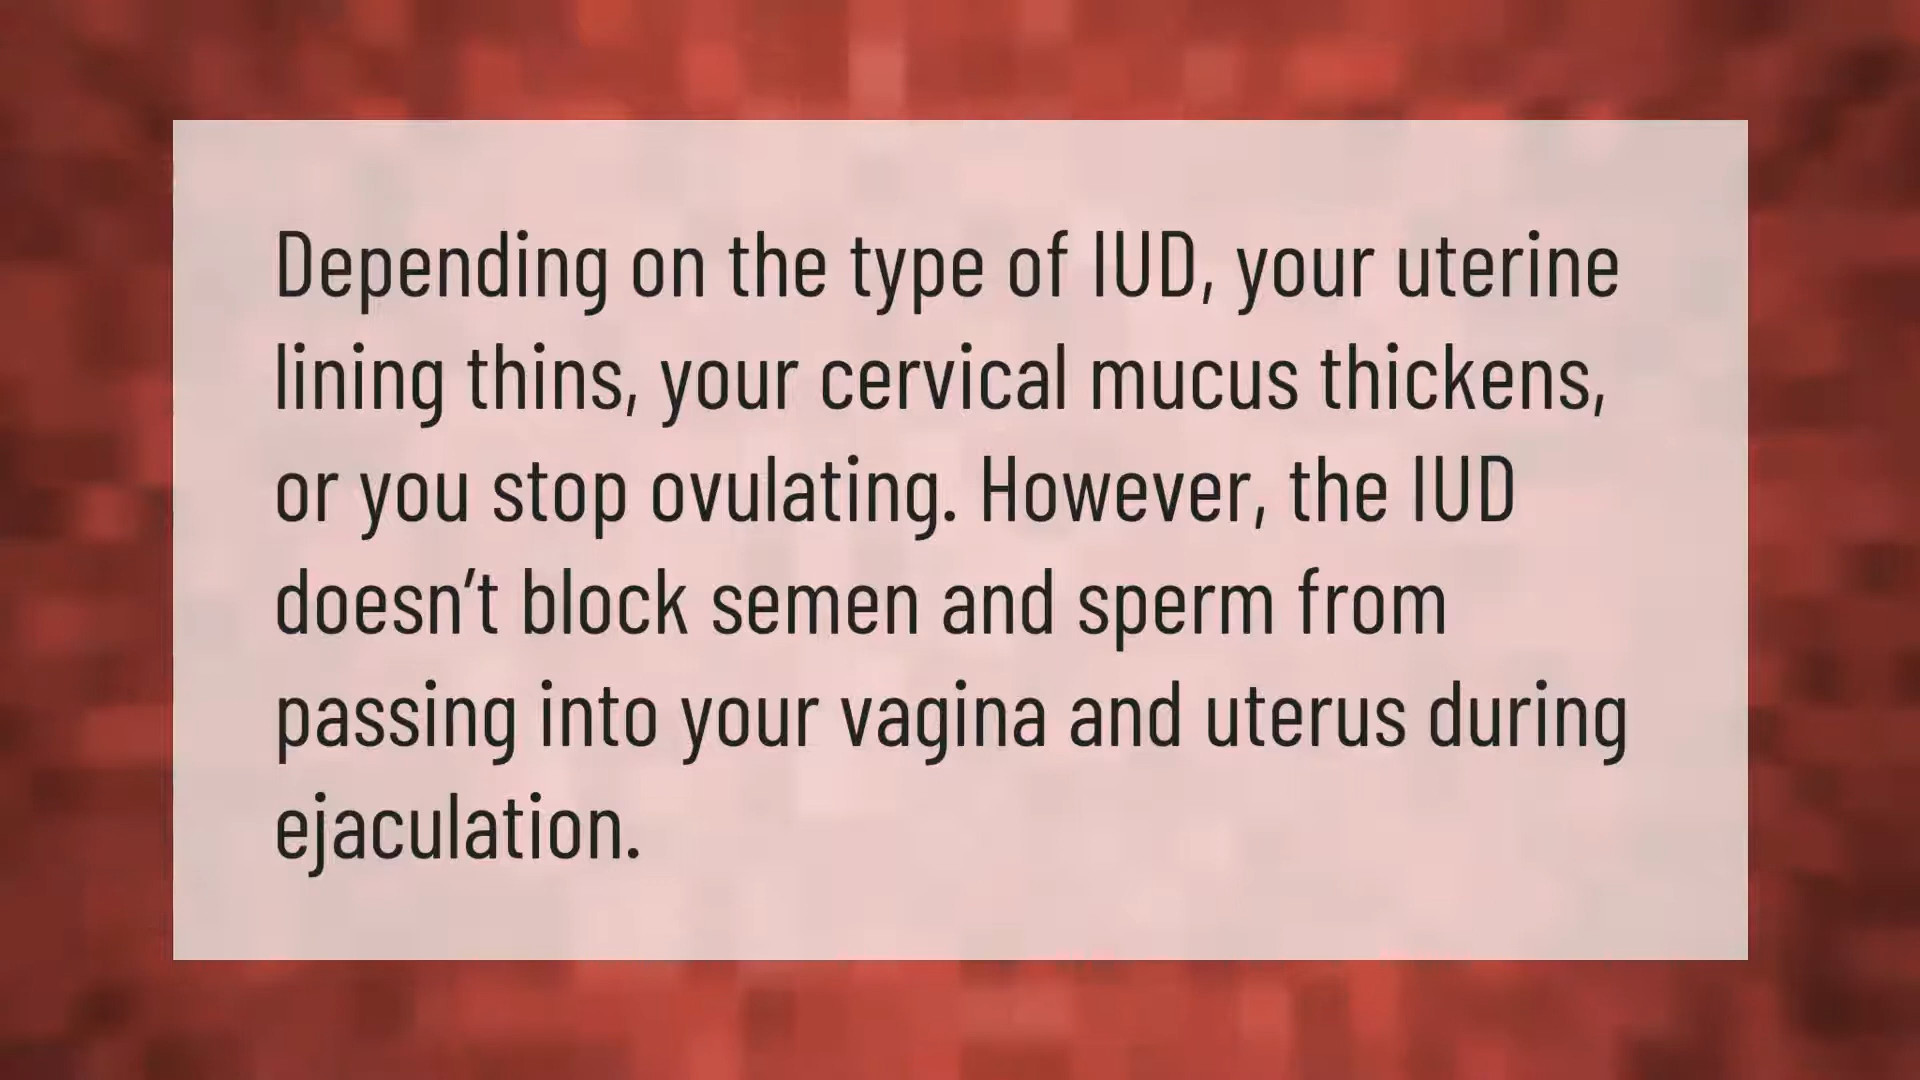 Depending on the type of IUD, your uterine
lining thins, your cervical mucus thickens,
or you stop ovulating. However, the IUD
doesn’t block semen and sperm from
passing into your vagina and uterus during
ejaculation.